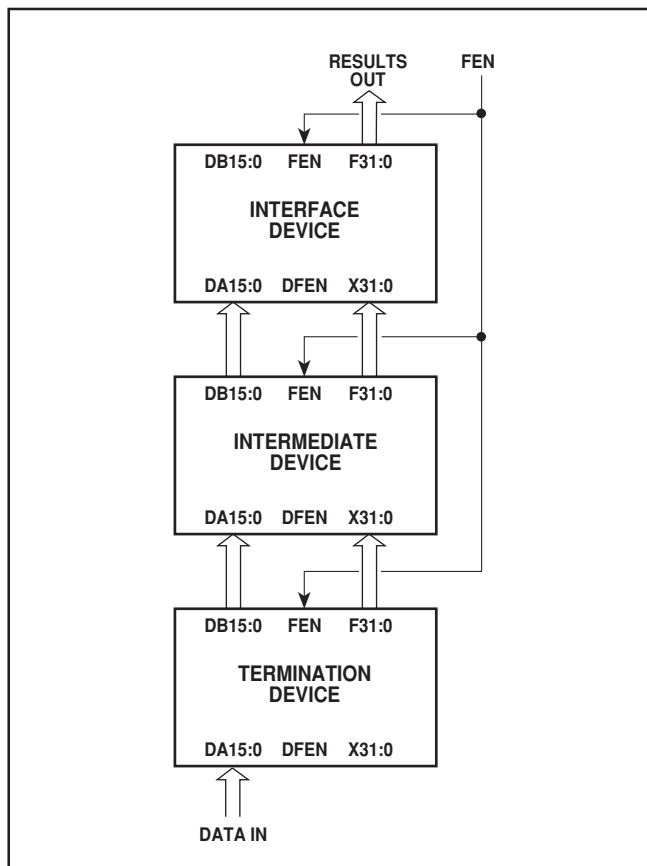 RESULTS
OUT
FEN
DB15:0 FEN F31:0
INTERFACE
DEVICE
DA15:0 DFEN X31:0
DB15:0 FEN F31:0
INTERMEDIATE
DEVICE
DA15:0 DFEN X31:0
DB15:0 FEN F31:0
TERMINATION
DEVICE
DA15:0 DFEN X31:0
DATA IN